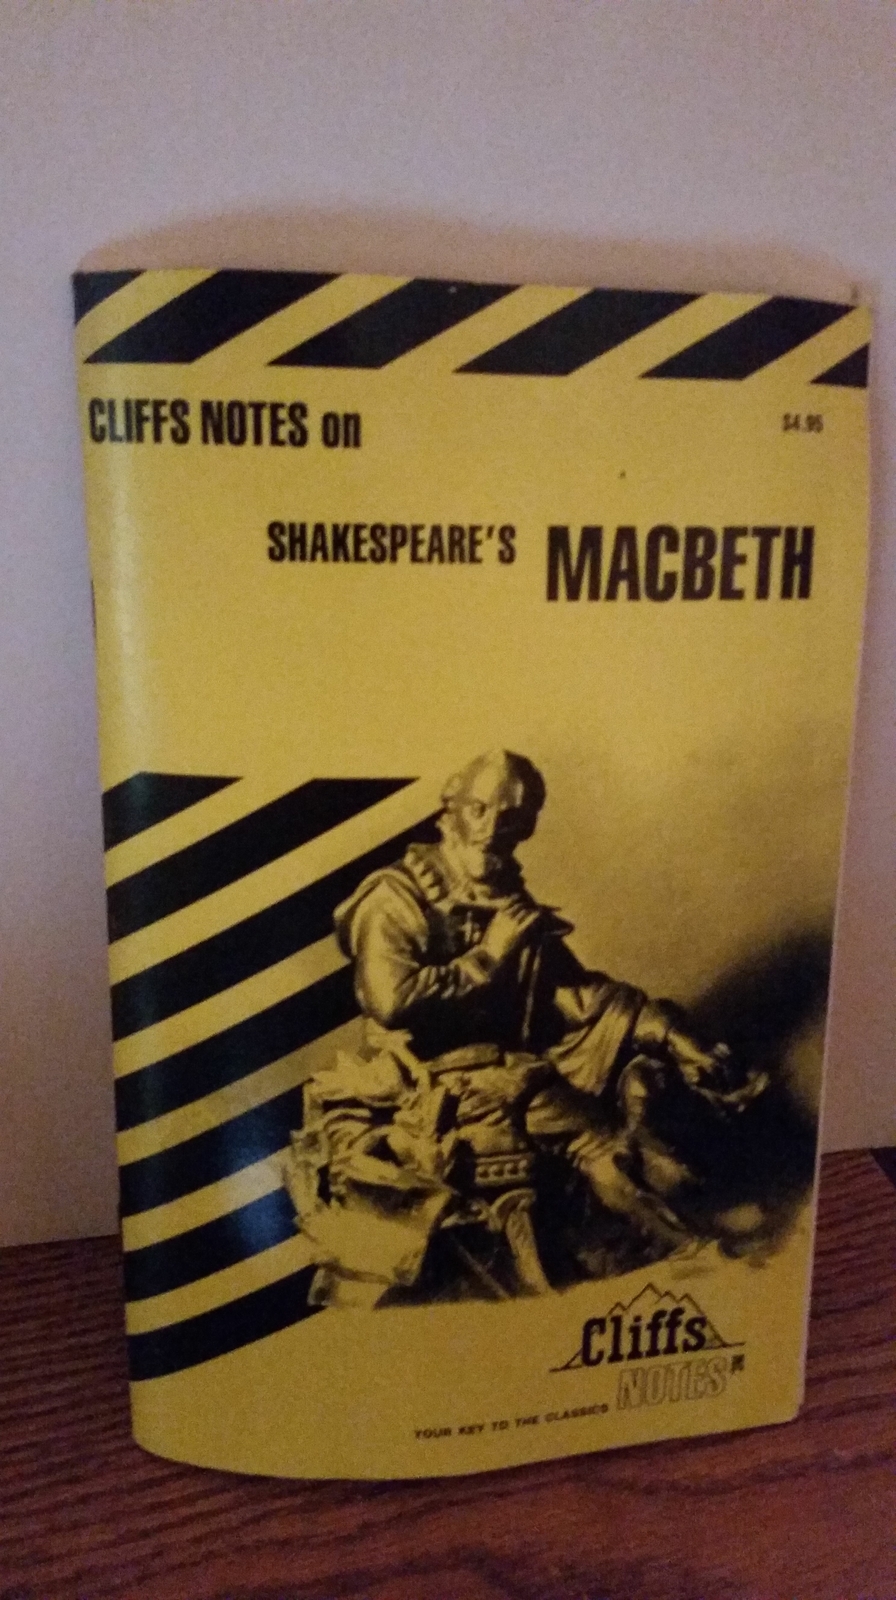 CLIFFS NOTES on
$4.95
SHAKESPEARE'S MACBETH
Cliffs
NOTES
YOUR KEY TO THE CLASSICS